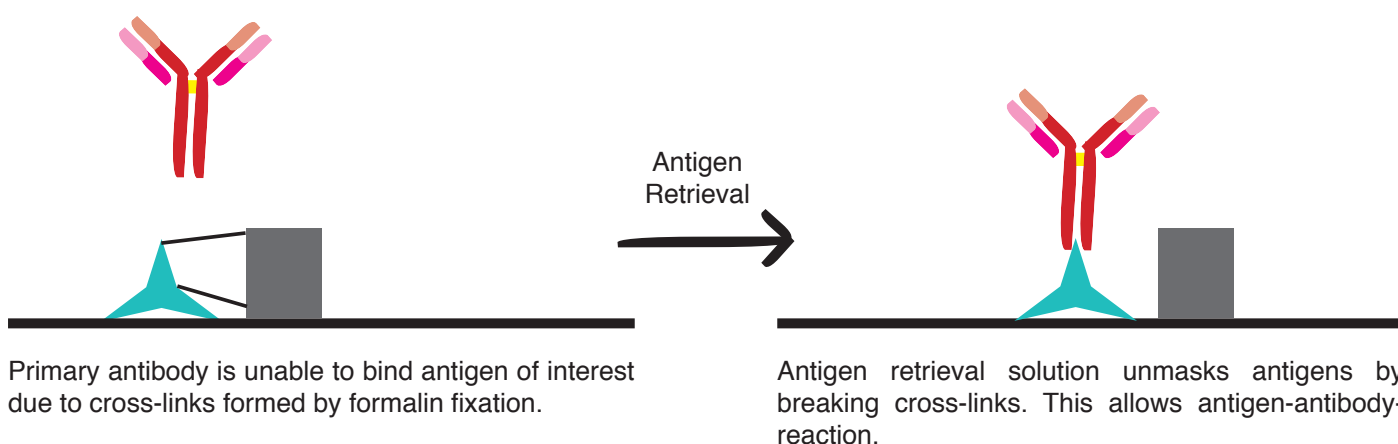 Antigen
Retrieval
Primary antibody is unable to bind antigen of interest
due to cross-links formed by formalin fixation.
Antigen retrieval solution unmasks antigens by
breaking cross-links. This allows antigen-antibody-
reaction.